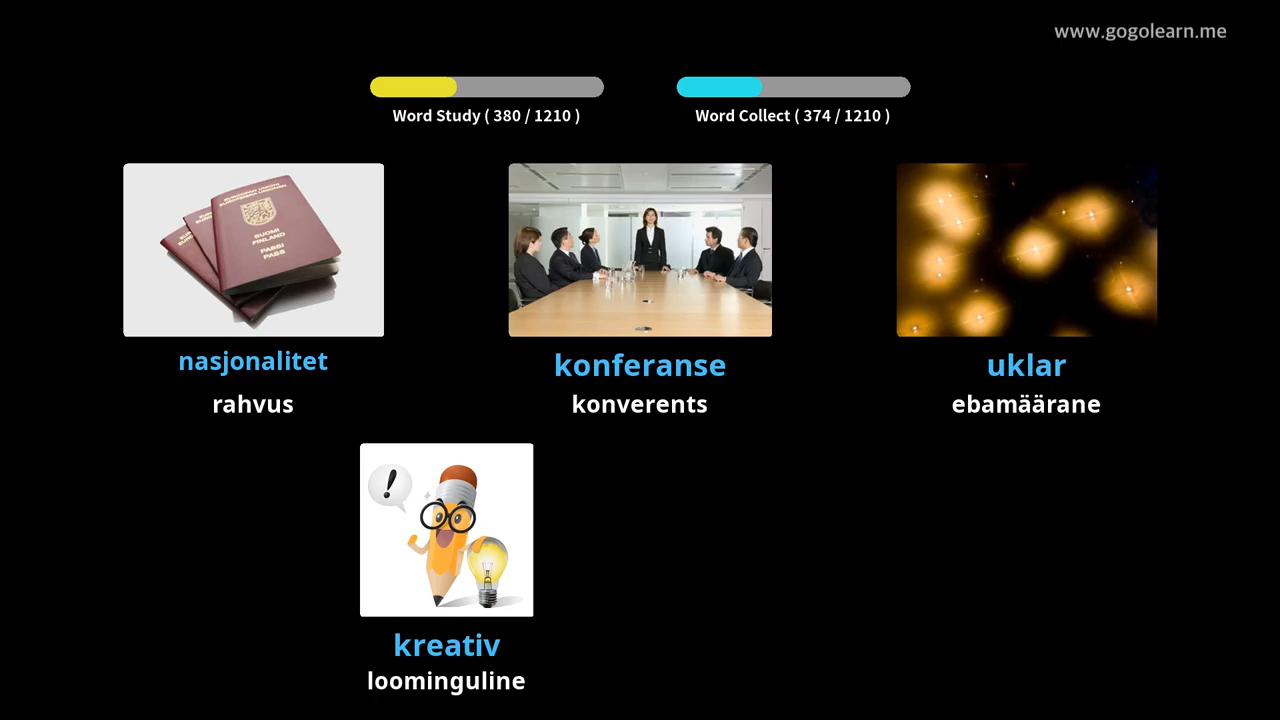 www.gogolearn.me
Word Study ( 380 / 1210 )
Word Collect ( 374 / 1210 )
SUOMI
FINLAND
PASSI
PASS
nasjonalitet
rahvus
konferanse
konverents
uklar
ebamäärane
!
kreativ
loominguline